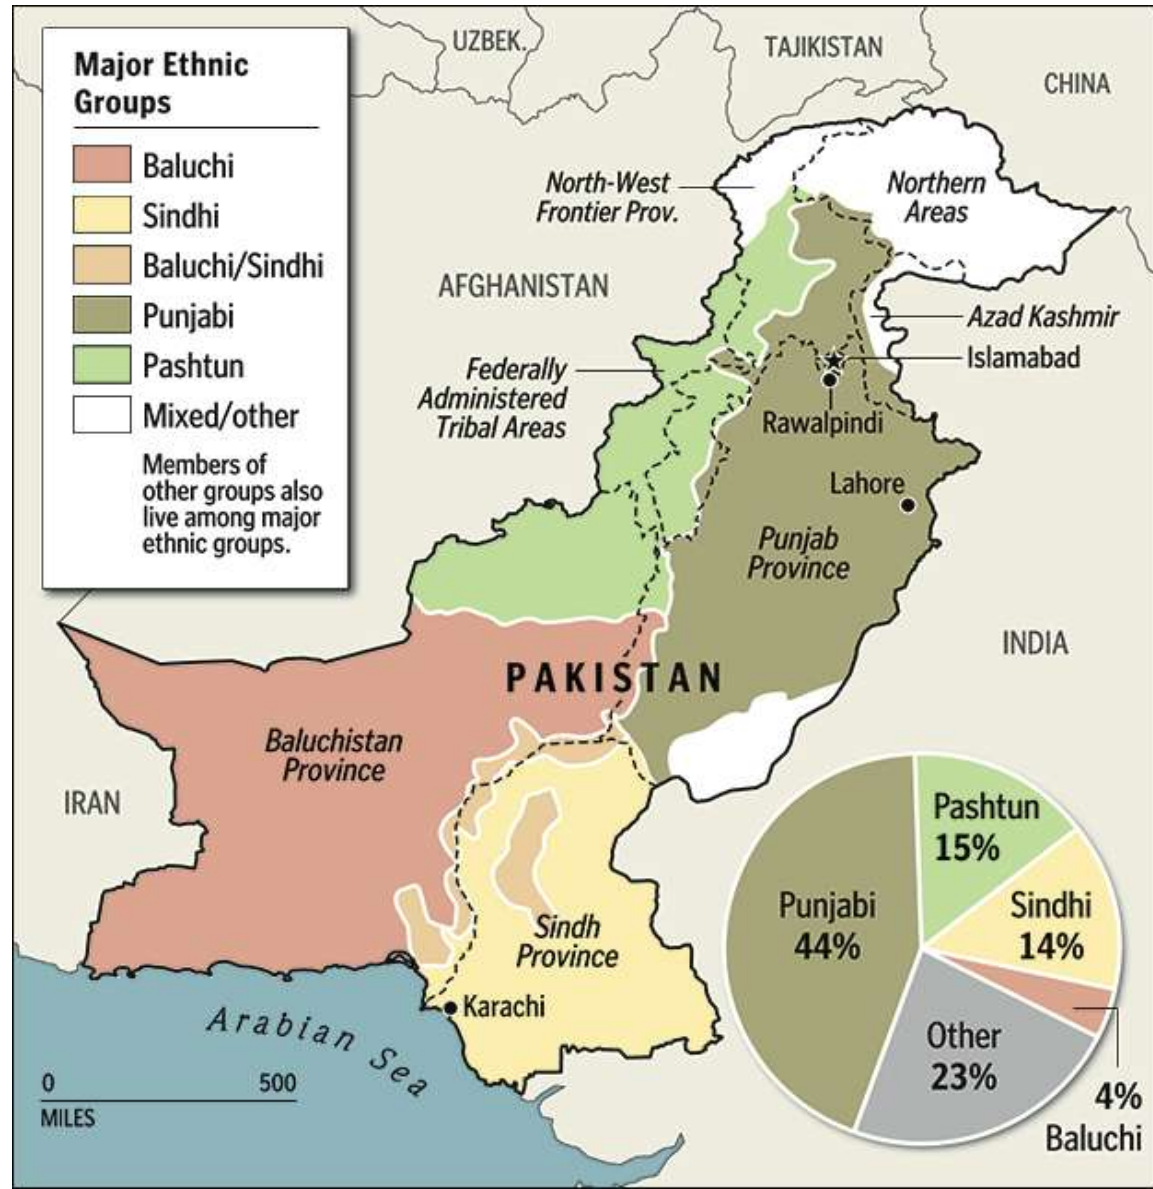 Major Ethnic
Groups
Baluchi
Sindhi
Baluchi/Sindhi
Punjabi
Pashtun
Mixed/other
Members of
other groups also
live among major
ethnic groups.
UZBEK.
TAJIKISTAN
CHINA
North-West
Frontier Prov.
Northern
Areas
AFGHANISTAN
Azad Kashmir
Islamabad
Federally
Administered
Tribal Areas
Rawalpindi
Lahore
Punjab
Province
INDIA
PAKISTAN
Baluchistan
Province
IRAN
Sindh
Province
Karachi
Arabian Sea
0 500
MILES
Pashtun
15%
Punjabi
44%
Sindhi
14%
Other
23%
4%
Baluchi